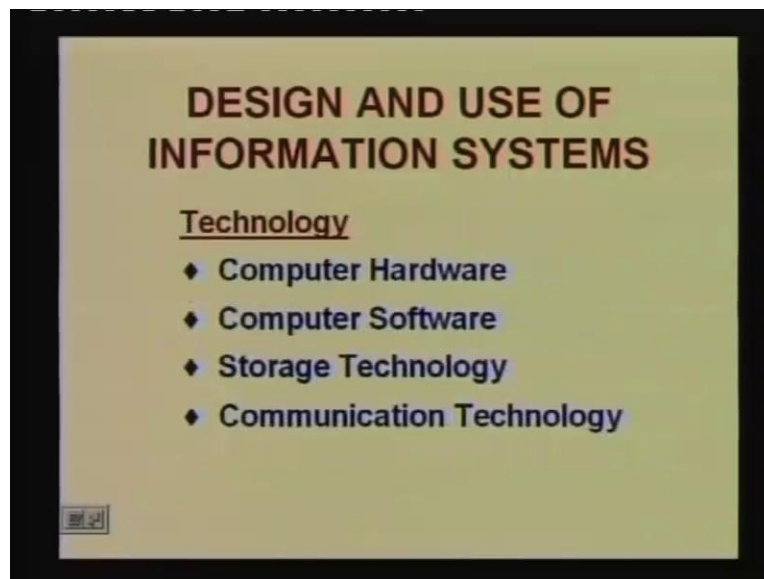 DESIGN AND USE OF
INFORMATION SYSTEMS
Technology
♦ Computer Hardware
♦ Computer Software
♦ Storage Technology
♦ Communication Technology